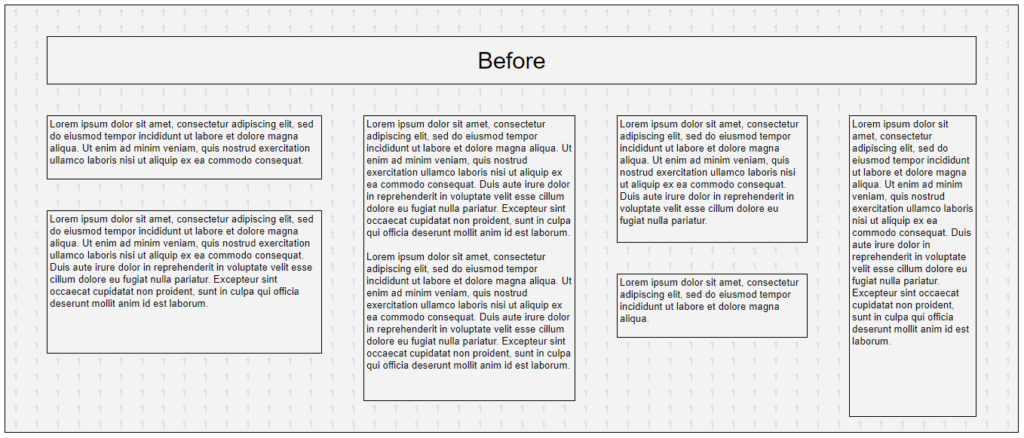 Before
Lorem ipsum dolor sit amet, consectetur adipiscing elit, sed
do eiusmod tempor incididunt ut labore et dolore magna
aliqua. Ut enim ad minim veniam, quis nostrud exercitation
ullamco laboris nisi ut aliquip ex ea commodo consequat.
Lorem ipsum dolor sit amet, consectetur adipiscing elit, sed
do eiusmod tempor incididunt ut labore et dolore magna
aliqua. Ut enim ad minim veniam, quis nostrud exercitation
ullamco laboris nisi ut aliquip ex ea commodo consequat.
Duis aute irure dolor in reprehenderit in voluptate velit esse
cillum dolore eu fugiat nulla pariatur. Excepteur sint
occaecat cupidatat non proident, sunt in culpa qui officia
deserunt mollit anim id est laborum.
Lorem ipsum dolor sit amet, consectetur
adipiscing elit, sed do eiusmod tempor
incididunt ut labore et dolore magna aliqua. Ut
enim ad minim veniam, quis nostrud
exercitation ullamco laboris nisi ut aliquip ex
ea commodo consequat. Duis aute irure dolor
in reprehenderit in voluptate velit esse cillum
dolore eu fugiat nulla pariatur. Excepteur sint
occaecat cupidatat non proident, sunt in culpa
qui officia deserunt mollit anim id est laborum.
Lorem ipsum dolor sit amet, consectetur
adipiscing elit, sed do eiusmod tempor
incididunt ut labore et dolore magna aliqua. Ut
enim ad minim veniam, quis nostrud
exercitation ullamco laboris nisi ut aliquip ex
ea commodo consequat. Duis aute irure dolor
in reprehenderit in voluptate velit esse cillum
dolore eu fugiat nulla pariatur. Excepteur sint
occaecat cupidatat non proident, sunt in culpa
qui officia deserunt mollit anim id est laborum.
Lorem ipsum dolor sit amet, consectetur
adipiscing elit, sed do eiusmod tempor
incididunt ut labore et dolore magna
aliqua. Ut enim ad minim veniam, quis
nostrud exercitation ullamco laboris nisi
ut aliquip ex ea commodo consequat.
Duis aute irure dolor in reprehenderit in
voluptate velit esse cillum dolore eu
fugiat nulla pariatur.
Lorem ipsum dolor sit amet, consectetur
adipiscing elit, sed do eiusmod tempor
incididunt ut labore et dolore magna
aliqua.
Lorem ipsum dolor sit
amet, consectetur
adipiscing elit, sed do
eiusmod tempor incididunt
ut labore et dolore magna
aliqua. Ut enim ad minim
veniam, quis nostrud
exercitation ullamco laboris
nisi ut aliquip ex ea
commodo consequat. Duis
aute irure dolor in
reprehenderit in voluptate
velit esse cillum dolore eu
fugiat nulla pariatur.
Excepteur sint occaecat
cupidatat non proident,
sunt in culpa qui officia
deserunt mollit anim id est
laborum.